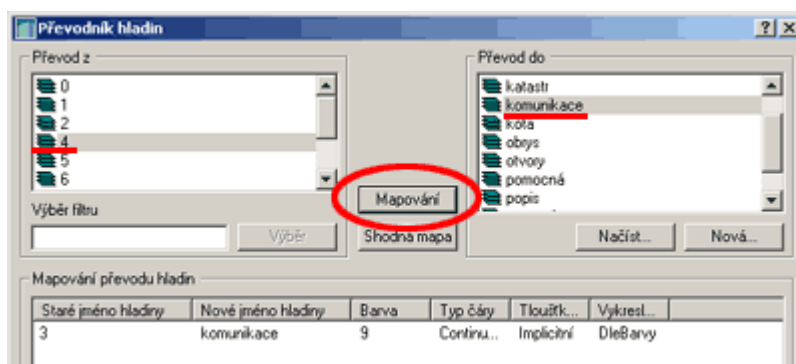 Převodník hladin
Převod z
0
1
2
4
5
6
Výběr filtru
Výběr
Mapování
Shodná mapa
Převod do
katastr
komunikace
kóta
obrys
otvory
pomocná
popis
Načíst...
Nová...
Mapování převodu hladin
Staré jméno hladiny Nové jméno hladiny Barva Typ čáry Tloušťk... Vykresl...
3 komunikace 9 Continu... Implicitní DleBarvy